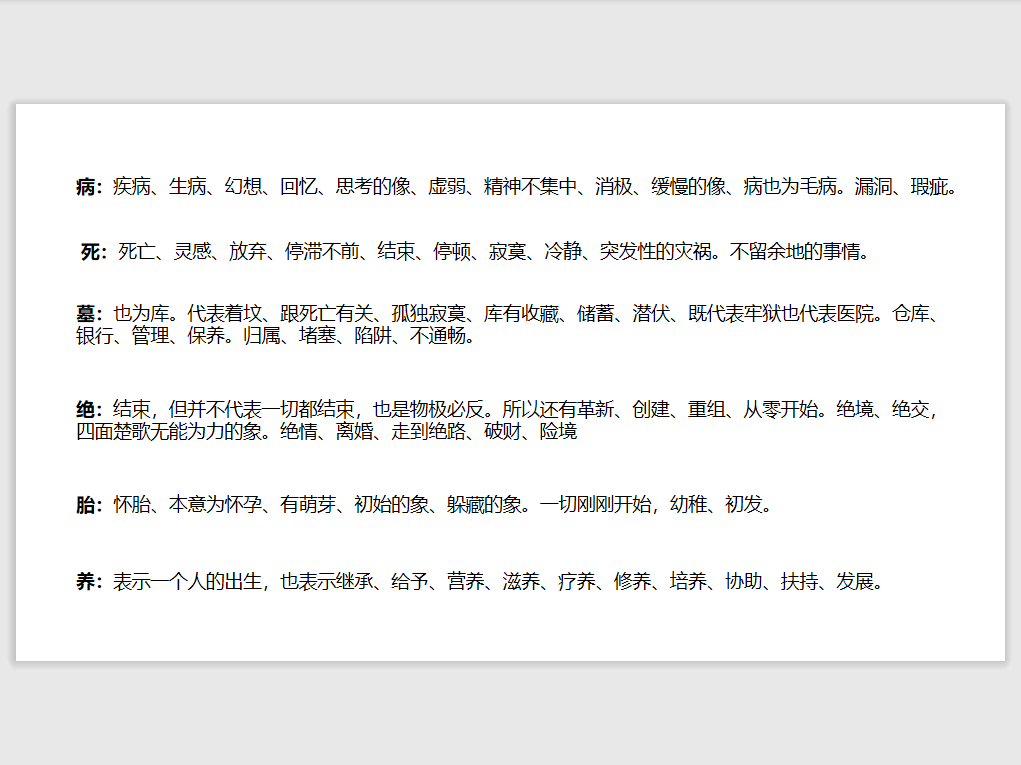 病：疾病、生病、幻想、回忆、思考的像、虚弱、精神不集中、消极、缓慢的像、病也为毛病。漏洞、瑕疵。
死：死亡、灵感、放弃、停滞不前、结束、停顿、寂寞、冷静、突发性的灾祸。不留余地的事情。
墓：也为库。代表着坟、跟死亡有关、孤独寂寞、库有收藏、储蓄、潜伏、既代表牢狱也代表医院。仓库、
银行、管理、保养。归属、堵塞、陷阱、不通畅。
绝：结束，但并不代表一切都结束，也是物极必反。所以还有革新、创建、重组、从零开始。绝境、绝交，
四面楚歌无能为力的象。绝情、离婚、走到绝路、破财、险境
胎：怀胎、本意为怀孕、有萌芽、初始的象、躲藏的象。一切刚刚开始，幼稚、初发。
养：表示一个人的出生，也表示继承、给予、营养、滋养、疗养、修养、培养、协助、扶持、发展。